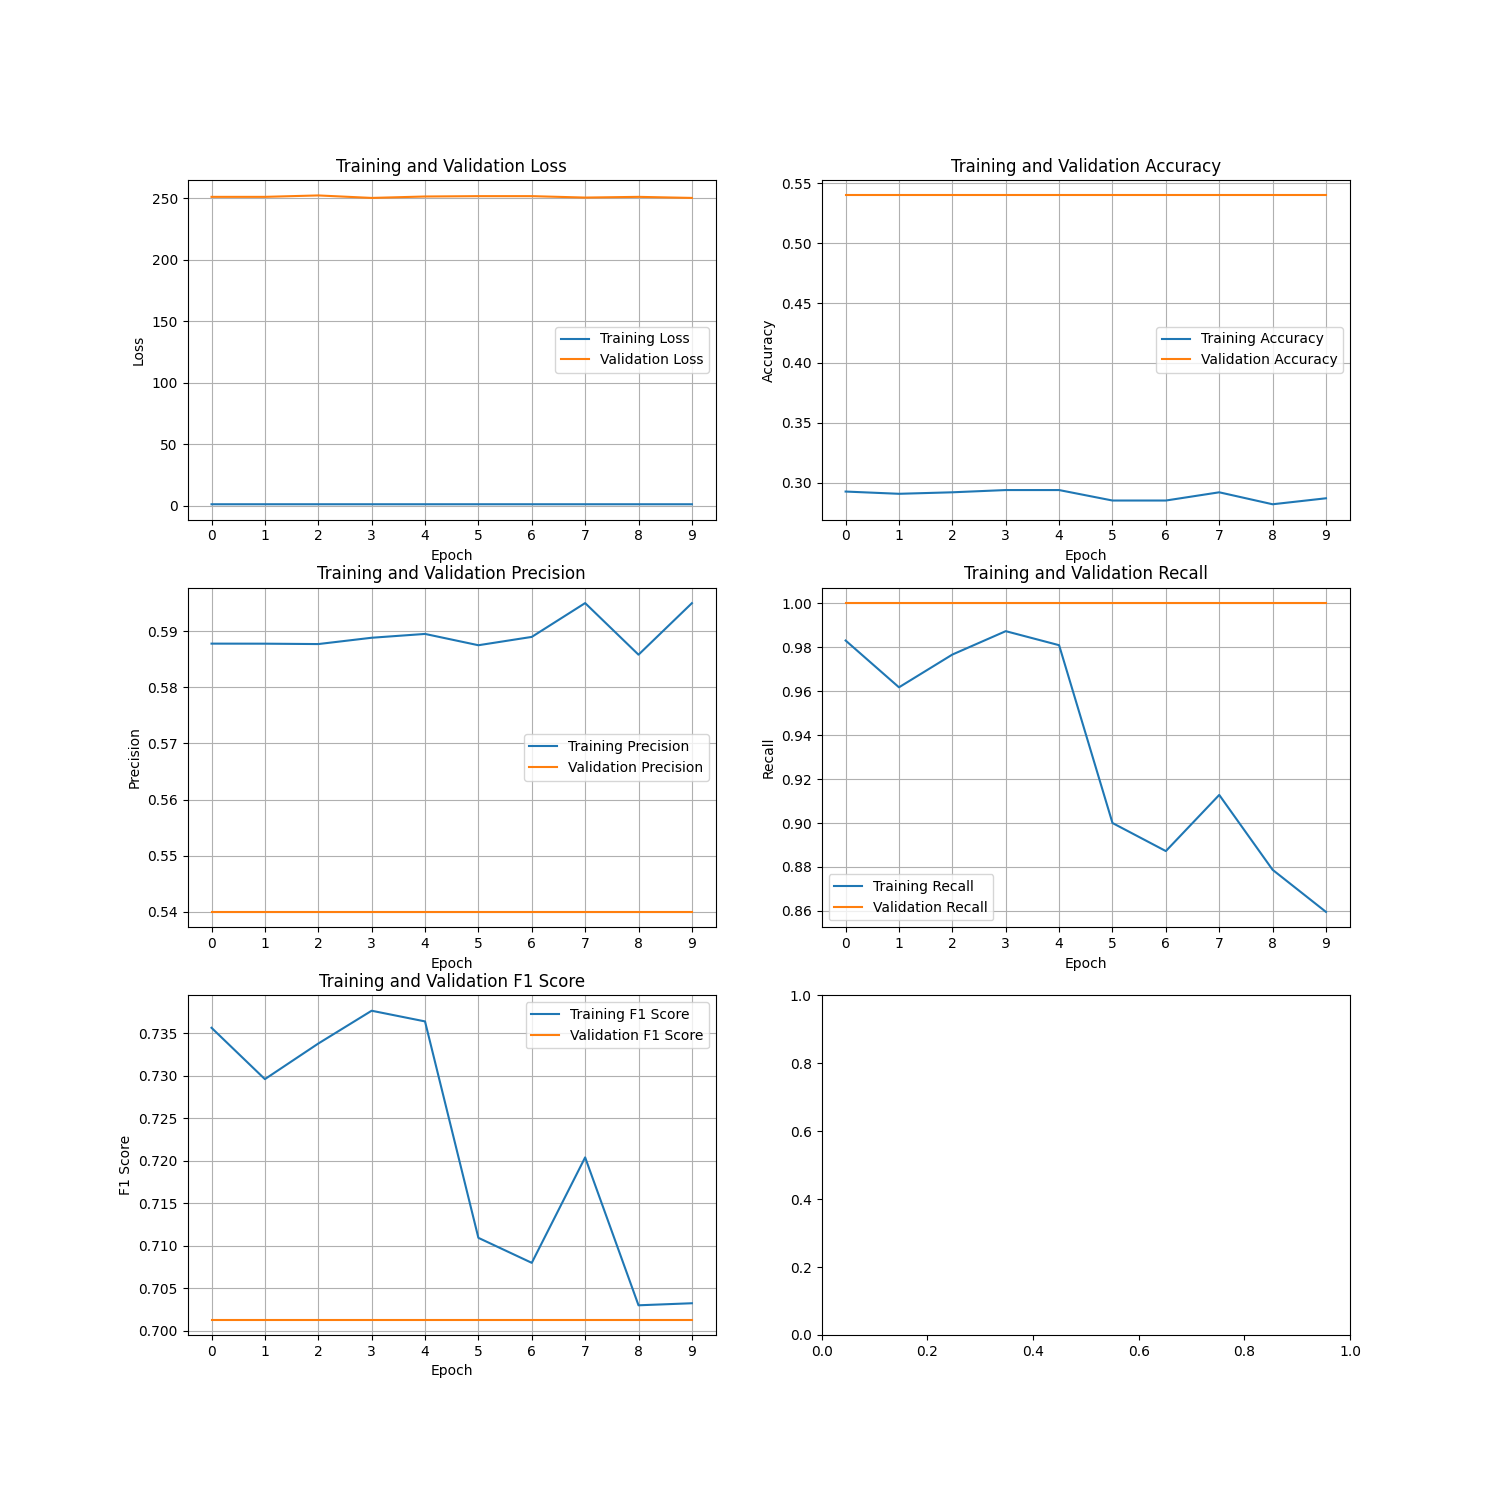 Training and Validation Loss
250
200
150
100
50
0
Loss
Training Loss
Validation Loss
0 1 2 3 4 5 6 7 8 9
Epoch
Training and Validation Accuracy
0.55
0.50
0.45
0.40
0.35
0.30
Accuracy
Training Accuracy
Validation Accuracy
0 1 2 3 4 5 6 7 8 9
Epoch
Training and Validation Precision
0.59
0.58
0.57
0.56
0.55
0.54
Precision
Training Precision
Validation Precision
0 1 2 3 4 5 6 7 8 9
Epoch
Training and Validation Recall
1.00
0.98
0.96
0.94
0.92
0.90
0.88
0.86
Recall
Training Recall
Validation Recall
0 1 2 3 4 5 6 7 8 9
Epoch
Training and Validation F1 Score
0.735
0.730
0.725
0.720
0.715
0.710
0.705
0.700
F1 Score
Training F1 Score
Validation F1 Score
0 1 2 3 4 5 6 7 8 9
Epoch
1.0
0.8
0.6
0.4
0.2
0.0
0.0 0.2 0.4 0.6 0.8 1.0